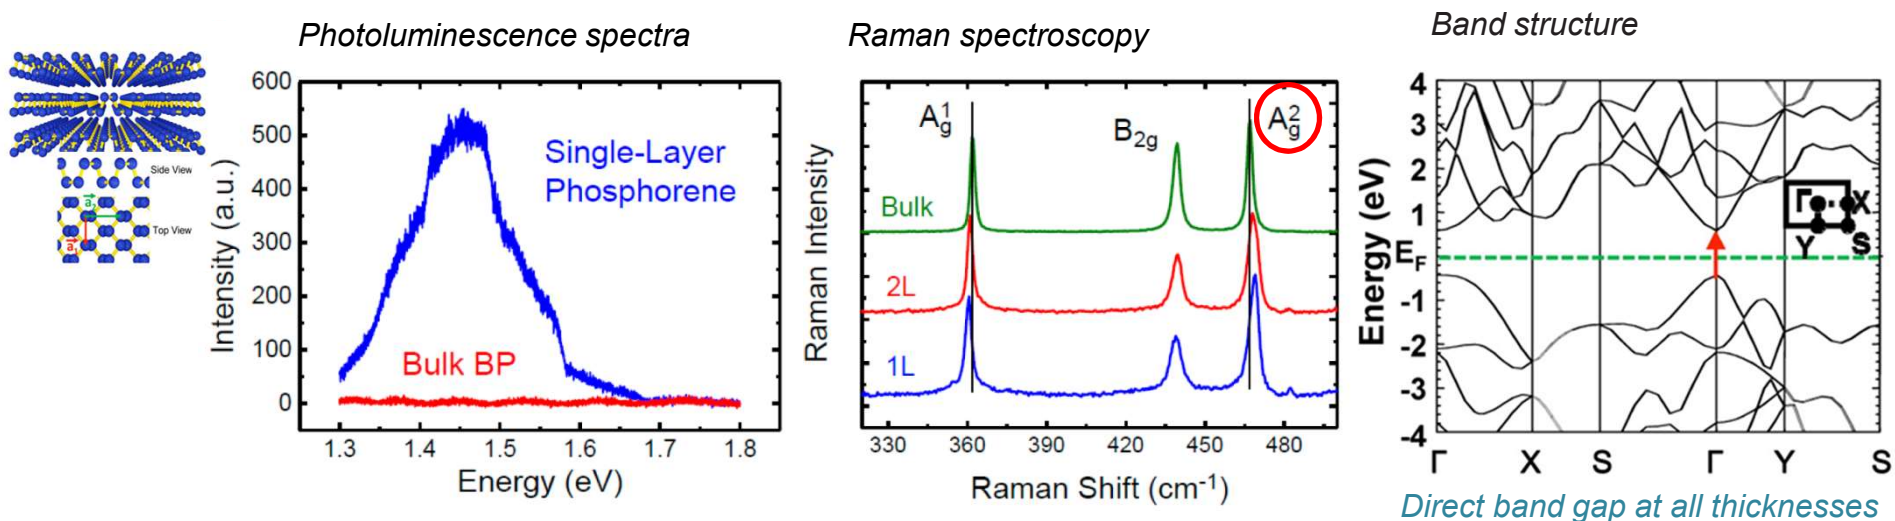 Photoluminescence spectra
Raman spectroscopy
Band structure
Side View
a₂
Top View
a₁
600
500
400
300
200
100
0
Intensity (a.u.)
Single-Layer
Phosphorene
Bulk BP
1.3 1.4 1.5 1.6 1.7 1.8
Energy (eV)
Raman Intensity
A¹g
B2g
A²g
Bulk
2L
1L
330 360 390 420 450 480
Raman Shift (cm⁻¹)
Energy (eV)
4
3
2
1
EF
-1
-2
-3
-4
Γ X
Y S
Γ X S Γ Y S
Direct band gap at all thicknesses